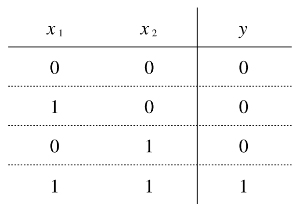 x₁ x₂ y
0 0 0
1 0 0
0 1 0
1 1 1